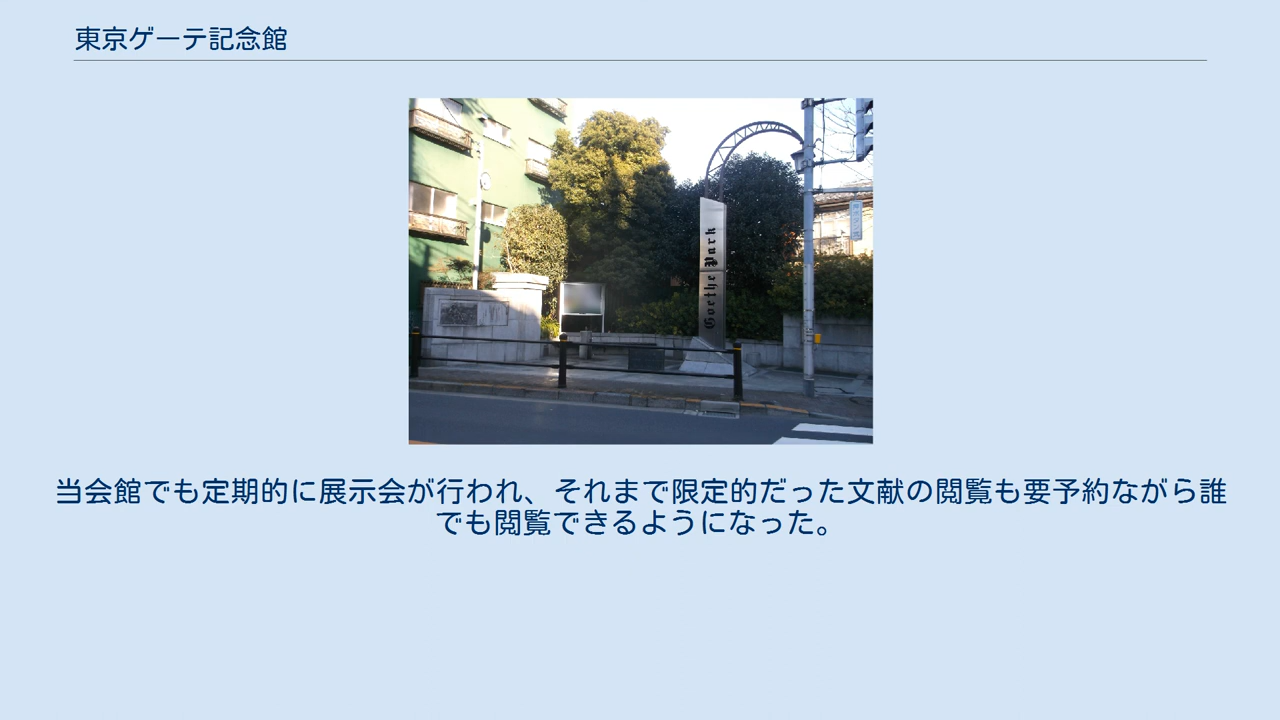 東京ゲーテ記念館
Goethe Park
当会館でも定期的に展示会が行われ、それまで限定的だった文献の閲覧も要予約ながら誰
でも閲覧できるようになった。